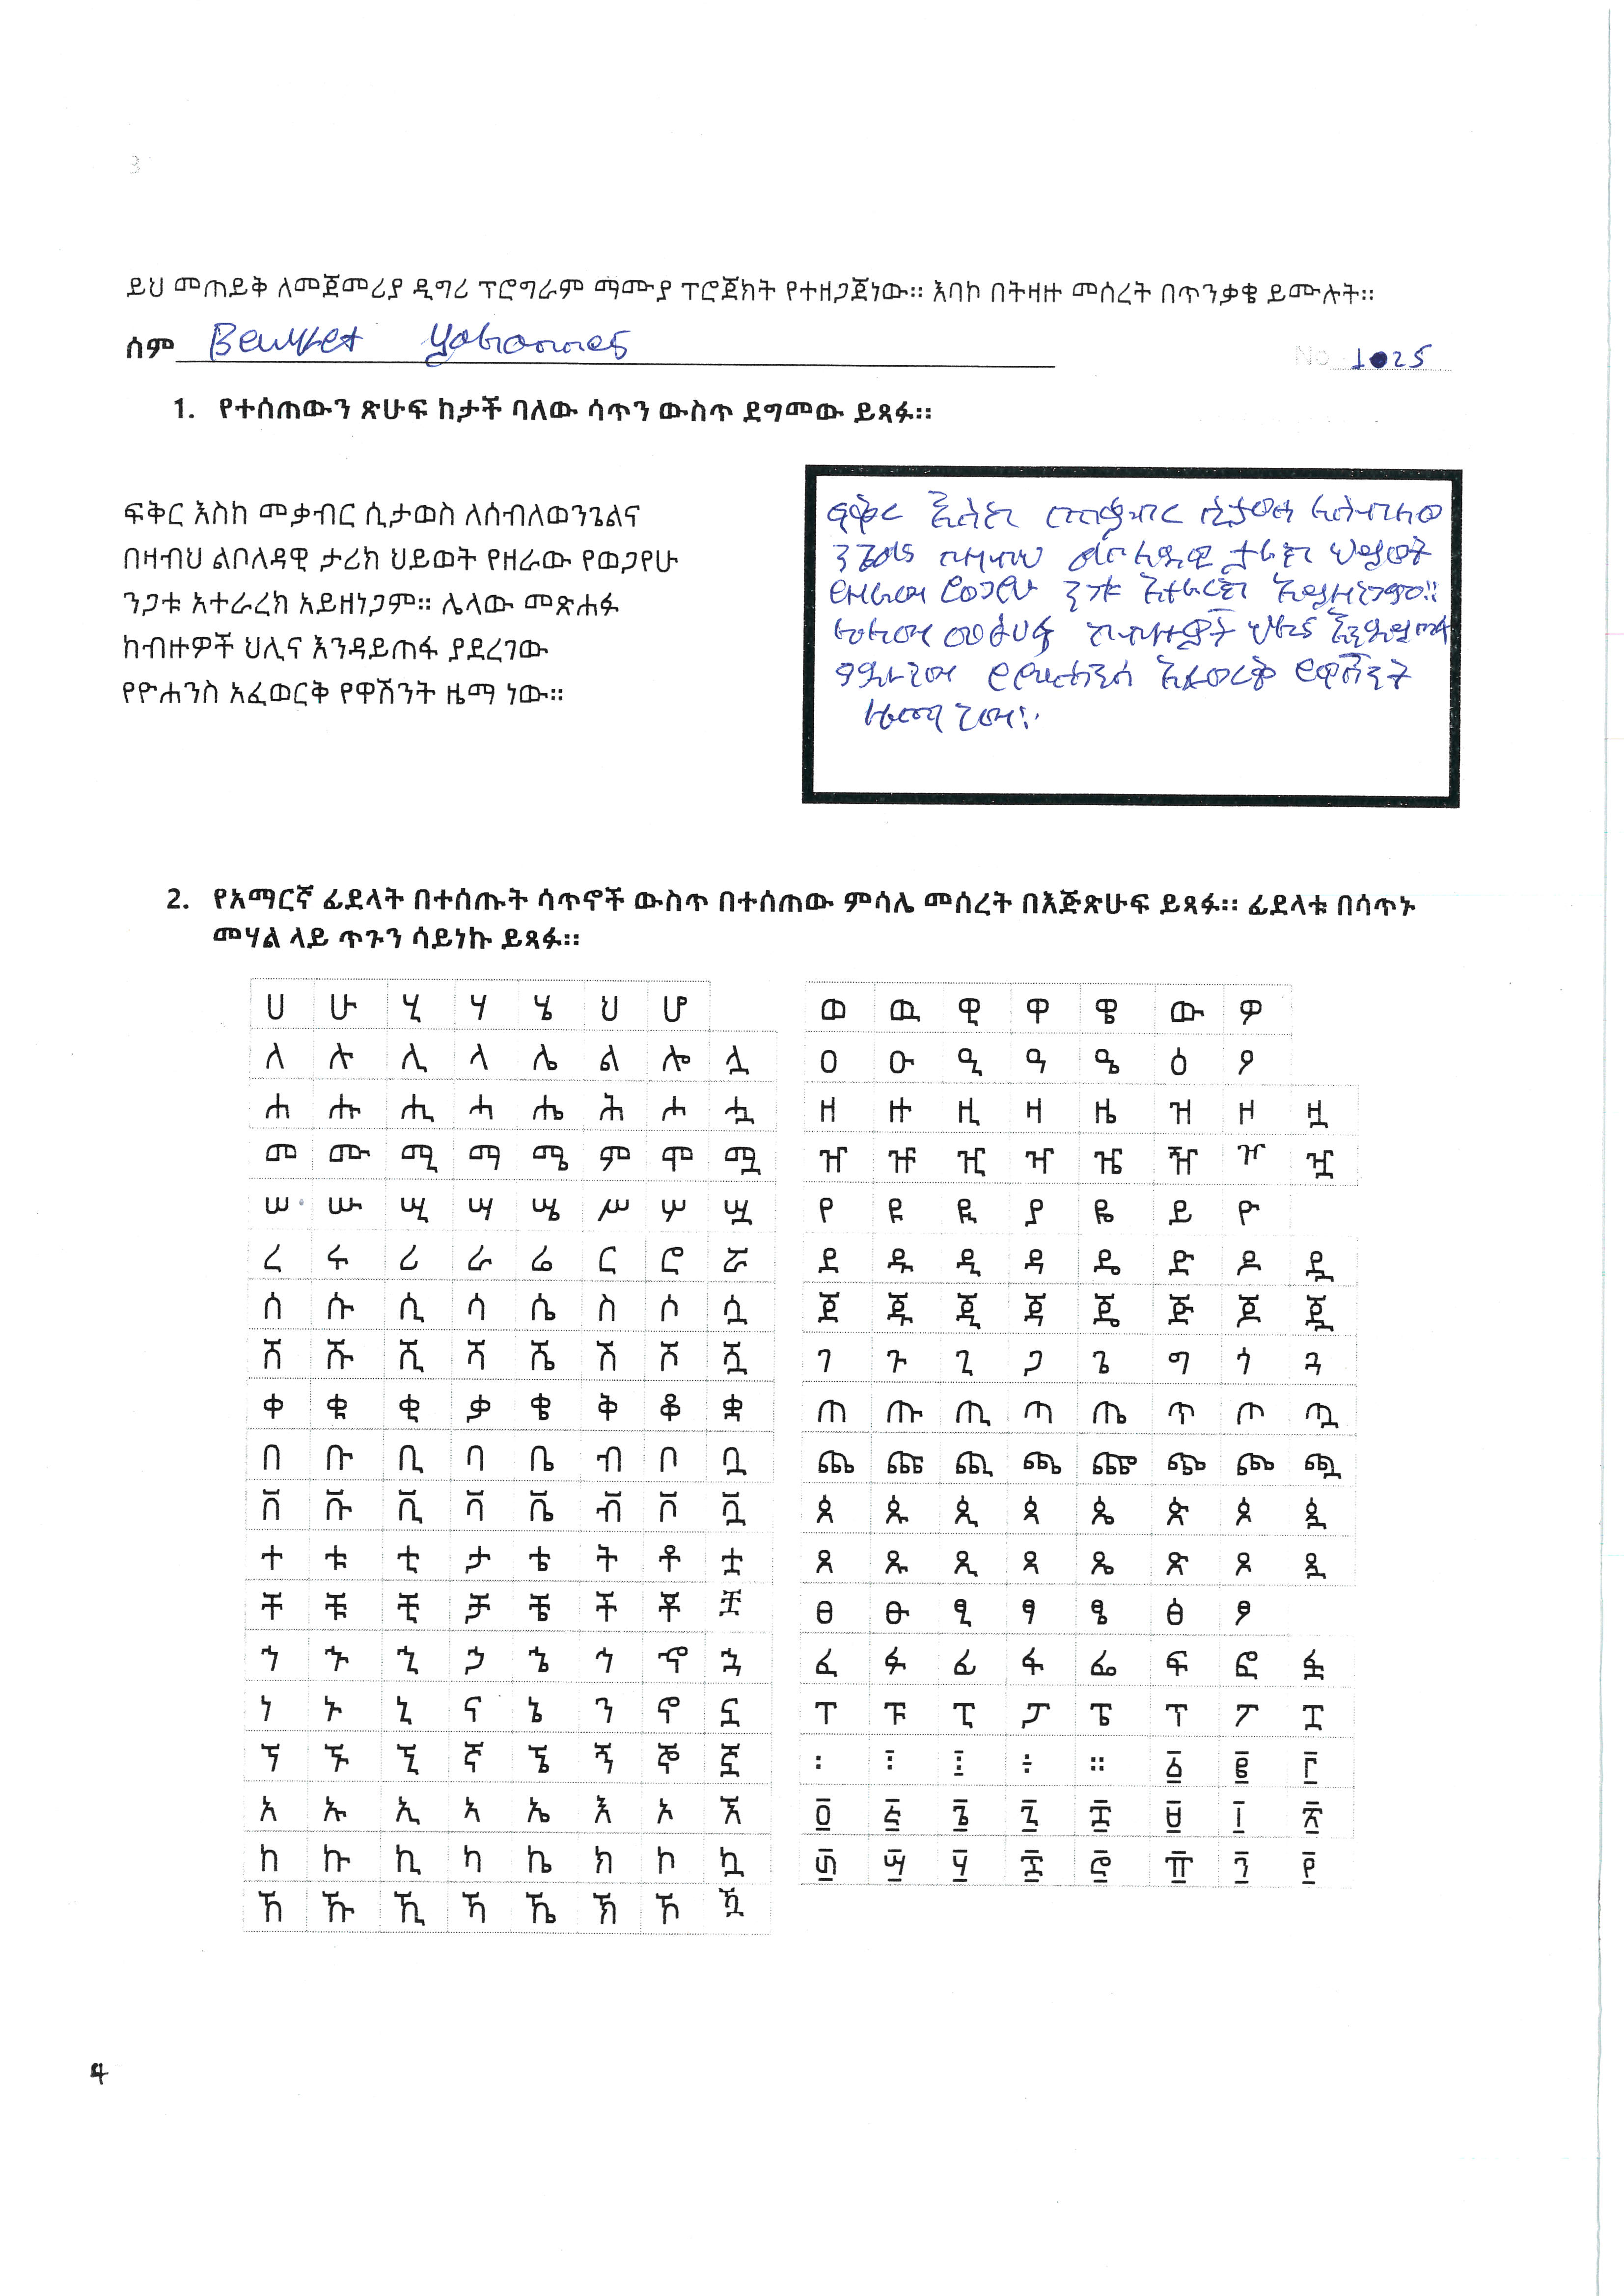 3
ይህ መጠይቅ ለመጀመሪያ ዲግሪ ፕሮግራም ማሙያ ፕሮጀክት የተዘጋጀነው። እባኮ በትዛዙ መሰረት በጥንቃቄ ይሙሉት።
ሰም Bereket Yohannes
No 1025
1. የተሰጠውን ጽሁፍ ከታች ባለው ሳጥን ውስጥ ደግመው ይጻፉ።
ፍቅር እስከ መቃብር ሲታወስ ለሰብለወንጌልና
በዛብህ ልቦለዳዊ ታሪክ ህይወት የዘራው የወጋየሁ
ንጋቱ አተራረክ አይዘነጋም። ሌላው መጽሐፉ
ከብዙዎች ህሊና እንዳይጠፋ ያደረገው
የዮሐንስ አፈወርቅ የዋሽንት ዜማ ነው።
ፍቅር እስከ መቃብር ሲታወስ ለሰብለወ
ንጌልና በዛብህ ልቦለዳዊ ታሪክ ህይወት
የዘራው የወጋየሁ ንጋቱ አተራረክ አይዘነጋም።
ሌላው መፅሀፉ ከብዙዎች ህሊና እንዳይጠፋ
ያደረገው የዮሐንስ አፈወርቅ የዋሽንት
ዜማ ነው።
2. የአማርኛ ፊደላት በተሰጡት ሳጥኖች ውስጥ በተሰጠው ምሳሌ መሰረት በእጅጽሁፍ ይጻፉ። ፊደላቱ በሳጥኑ
መሃል ላይ ጥጉን ሳይነኩ ይጻፉ።
ሀ ሁ ሂ ሃ ሄ ህ ሆ
ለ ሉ ሊ ላ ሌ ል ሎ ሏ
ሐ ሑ ሒ ሓ ሔ ሕ ሖ ሗ
መ ሙ ሚ ማ ሜ ም ሞ ሟ
ሠ ሡ ሢ ሣ ሤ ሥ ሦ ሧ
ረ ሩ ሪ ራ ሬ ር ሮ ሯ
ሰ ሱ ሲ ሳ ሴ ስ ሶ ሷ
ሸ ሹ ሺ ሻ ሼ ሽ ሾ ሿ
ቀ ቁ ቂ ቃ ቄ ቅ ቆ ቋ
በ ቡ ቢ ባ ቤ ብ ቦ ቧ
ቨ ቩ ቪ ቫ ቬ ቭ ቮ ቯ
ተ ቱ ቲ ታ ቴ ት ቶ ቷ
ቸ ቹ ቺ ቻ ቼ ች ቾ ቿ
ኀ ኁ ኂ ኃ ኄ ኅ ኆ ኋ
ነ ኑ ኒ ና ኔ ን ኖ ኗ
ኘ ኙ ኚ ኛ ኜ ኝ ኞ ኟ
አ ኡ ኢ ኣ ኤ እ ኦ ኧ
ከ ኩ ኪ ካ ኬ ክ ኮ ኳ
ኸ ኹ ኺ ኻ ኼ ኽ ኾ ዃ
ወ ዉ ዊ ዋ ዌ ው ዎ
ዐ ዑ ዒ ዓ ዔ ዕ ዖ
ዘ ዙ ዚ ዛ ዜ ዝ ዞ ዟ
ዠ ዡ ዢ ዣ ዤ ዥ ዦ ዧ
የ ዩ ዪ ያ ዬ ይ ዮ
ደ ዱ ዲ ዳ ዴ ድ ዶ ዷ
ጀ ጁ ጂ ጃ ጄ ጅ ጆ ጇ
ገ ጉ ጊ ጋ ጌ ግ ጎ ጓ
ጠ ጡ ጢ ጣ ጤ ጥ ጦ ጧ
ጨ ጩ ጪ ጫ ጬ ጭ ጮ ጯ
ጰ ጱ ጲ ጳ ጴ ጵ ጶ ጷ
ጸ ጹ ጺ ጻ ጼ ጽ ጾ ጿ
ፀ ፁ ፂ ፃ ፄ ፅ ፆ
ፈ ፉ ፊ ፋ ፌ ፍ ፎ ፏ
ፐ ፑ ፒ ፓ ፔ ፕ ፖ ፗ
፡ ፧ ፤ ÷ ። ፩ ፪ ፫
፬ ፭ ፮ ፯ ፰ ፱ ፲ ፳
፴ ፵ ፶ ፷ ፸ ፹ ፺ ፻
4